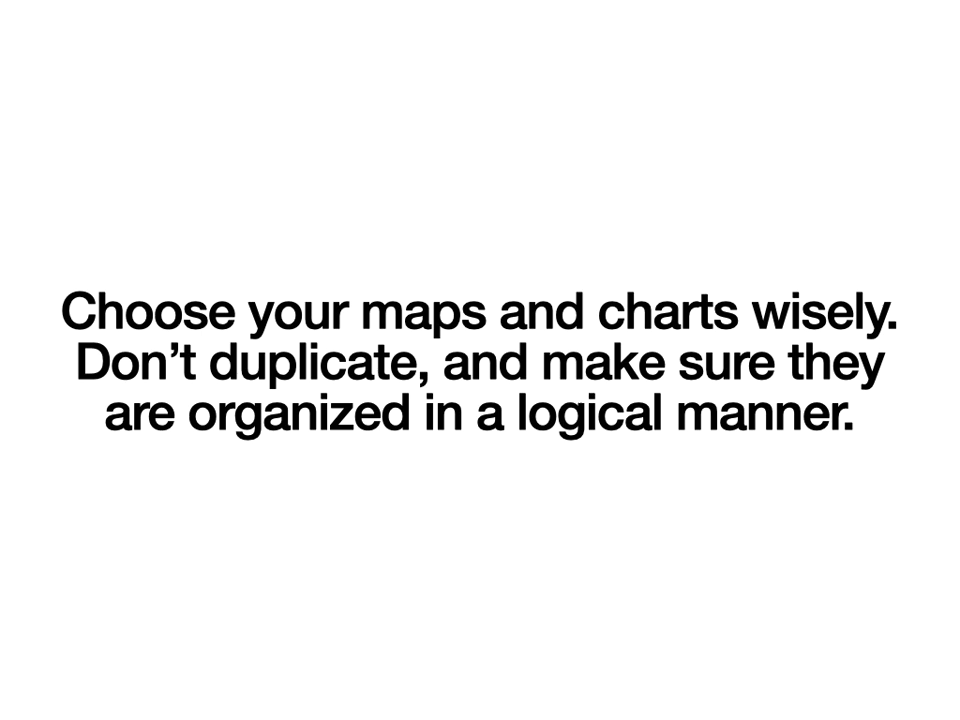 Choose your maps and charts wisely.
Don’t duplicate, and make sure they
are organized in a logical manner.